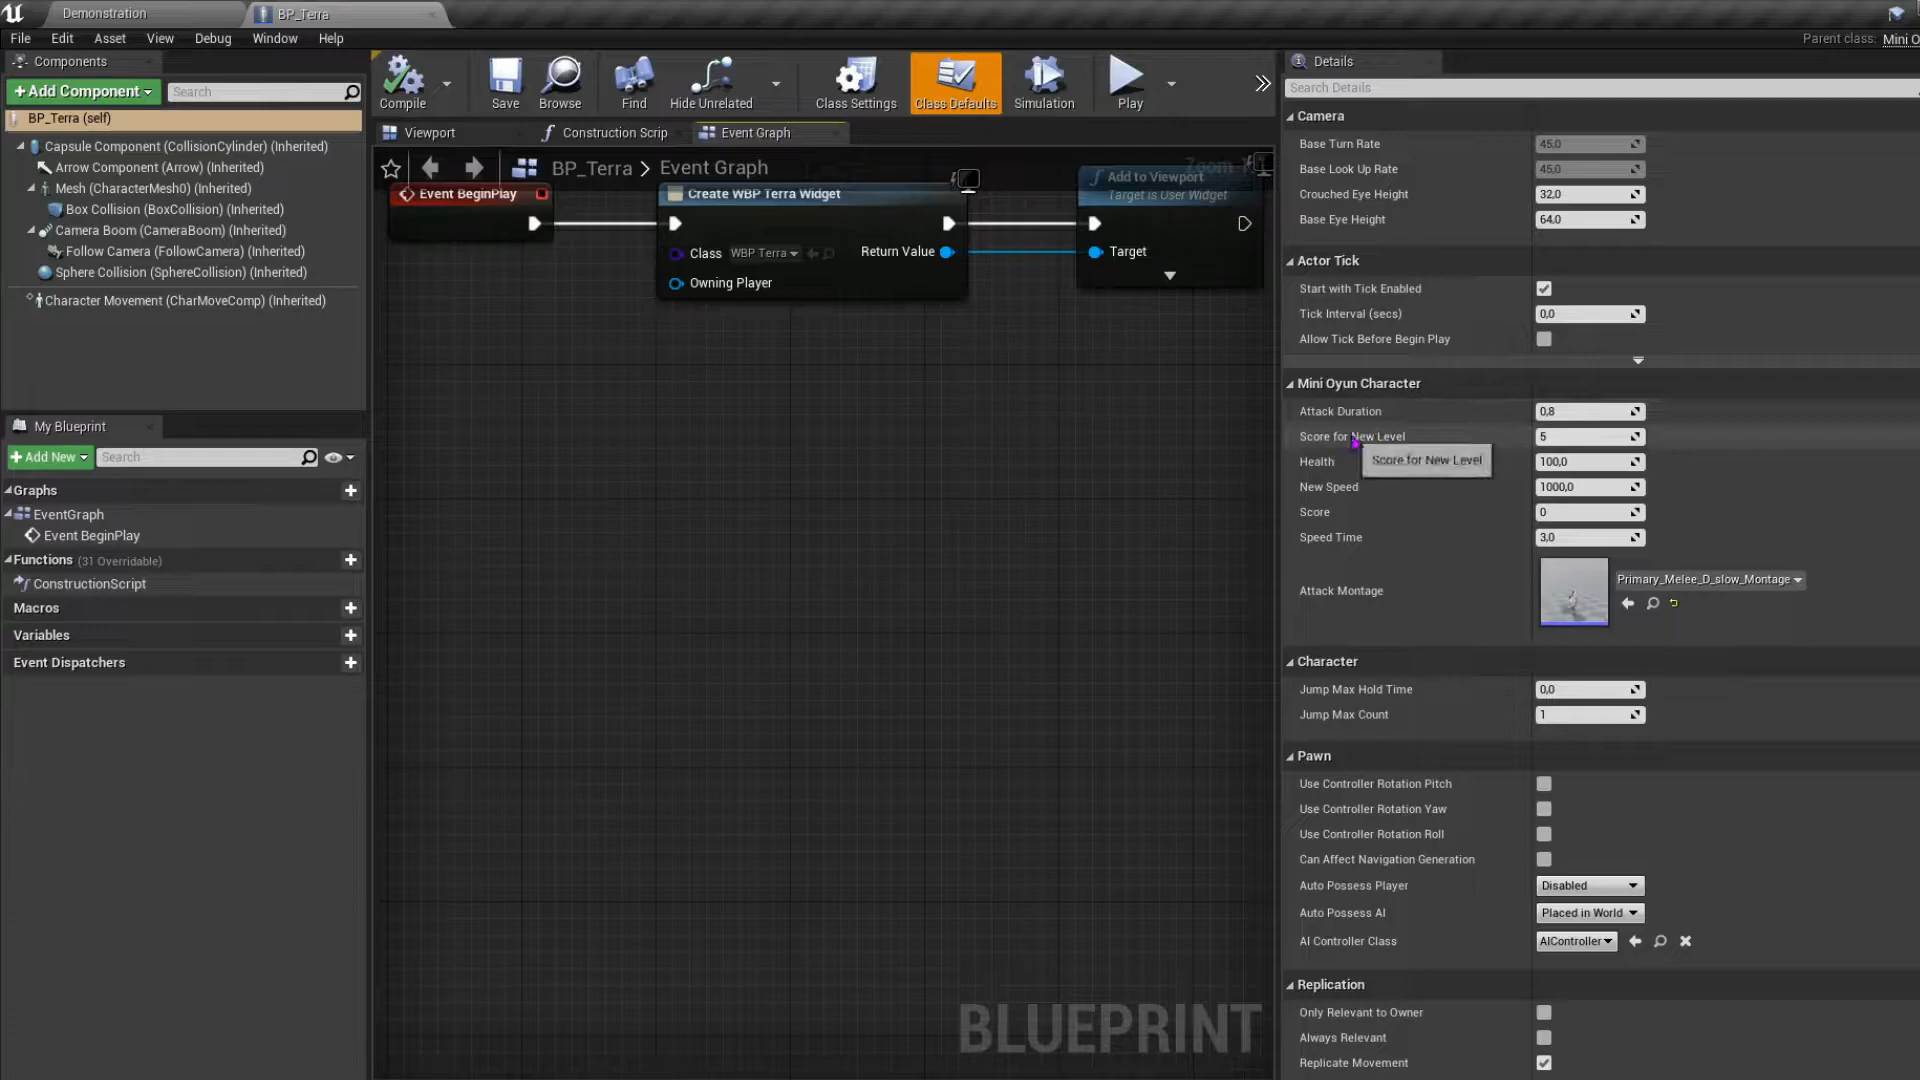 Demonstration
BP_Terra
File Edit Asset View Debug Window Help
Parent class: Mini O
Components
+Add Component
Search
BP_Terra (self)
Capsule Component (CollisionCylinder) (Inherited)
Arrow Component (Arrow) (Inherited)
Mesh (CharacterMesh0) (Inherited)
Box Collision (BoxCollision) (Inherited)
Camera Boom (CameraBoom) (Inherited)
Follow Camera (FollowCamera) (Inherited)
Sphere Collision (SphereCollision) (Inherited)
Character Movement (CharMoveComp) (Inherited)
My Blueprint
+Add New
Search
Graphs
EventGraph
Event BeginPlay
Functions (31 Overridable)
ConstructionScript
Macros
Variables
Event Dispatchers
Compile Save Browse Find Hide Unrelated Class Settings Class Defaults Simulation Play
Viewport
Construction Scrip
Event Graph
BP_Terra > Event Graph
Event BeginPlay
Create WBP Terra Widget
Class WBP Terra
Return Value
Owning Player
Add to Viewport
Target is User Widget
Target
BLUEPRINT
Details
Search Details
Camera
Base Turn Rate 45,0
Base Look Up Rate 45,0
Crouched Eye Height 32,0
Base Eye Height 64,0
Actor Tick
Start with Tick Enabled
Tick Interval (secs) 0,0
Allow Tick Before Begin Play
Mini Oyun Character
Attack Duration 0,8
Score for New Level 5
Score for New Level
Health 100,0
New Speed 1000,0
Score 0
Speed Time 3,0
Attack Montage Primary_Melee_D_slow_Montage
Character
Jump Max Hold Time 0,0
Jump Max Count 1
Pawn
Use Controller Rotation Pitch
Use Controller Rotation Yaw
Use Controller Rotation Roll
Can Affect Navigation Generation
Auto Possess Player Disabled
Auto Possess AI Placed in World
AI Controller Class AIController
Replication
Only Relevant to Owner
Always Relevant
Replicate Movement